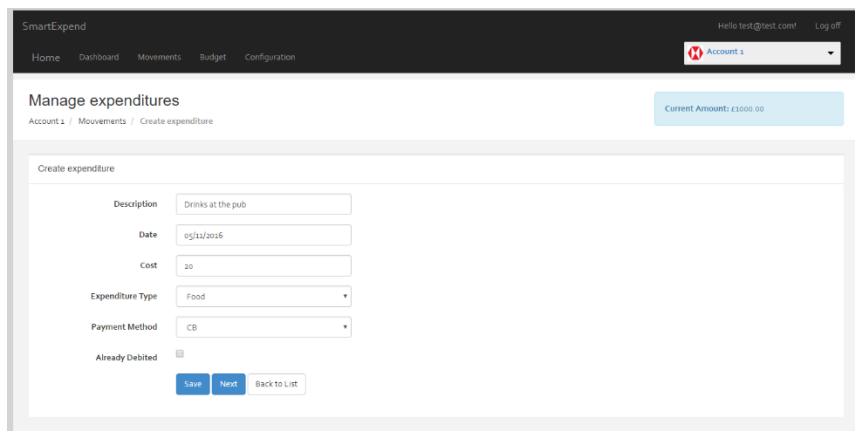 SmartExpend
Hello test@test.com! Log off
Home Dashboard Movements Budget Configuration
Account 1
Manage expenditures
Account 1 / Mouvements / Create expenditure
Current Amount: £1000.00
Create expenditure
Description Drinks at the pub
Date 05/11/2016
Cost 20
Expenditure Type Food
Payment Method CB
Already Debited
Save Next Back to List